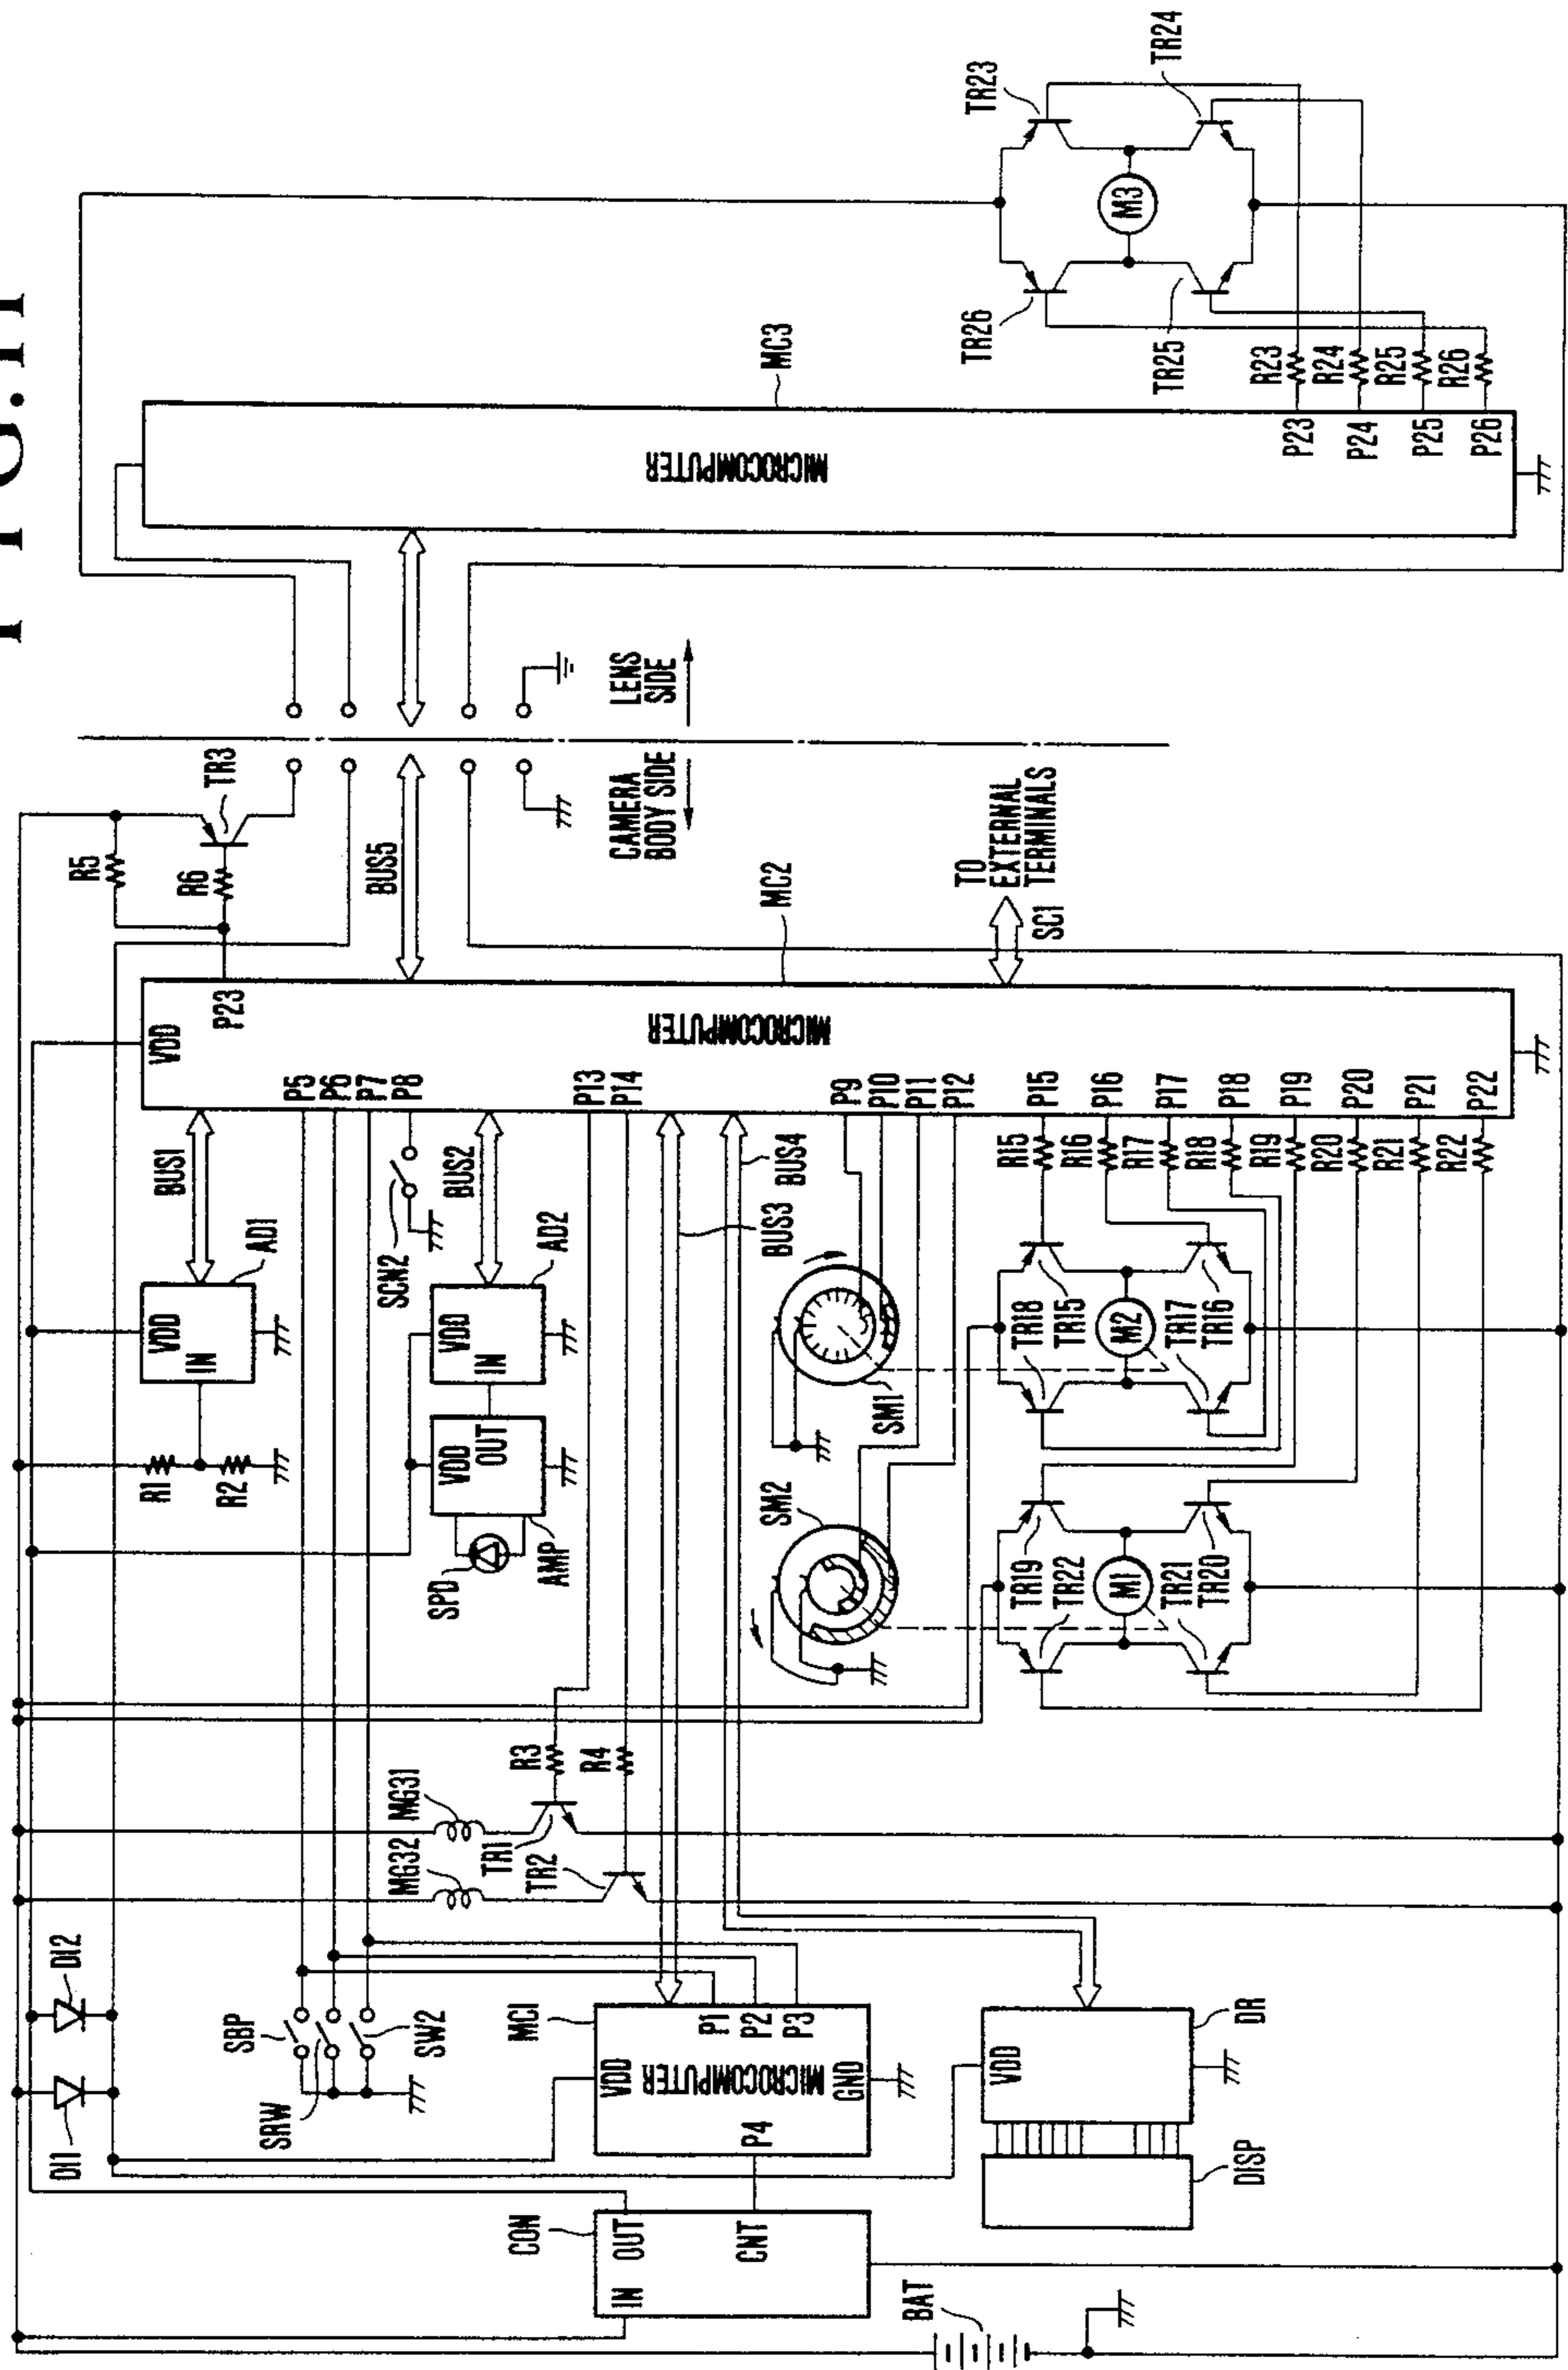 FIG.11
DI1
DI2
SBP
SRW
SW2
MG32
MG31
TR1
TR2
R3
R4
R1
R2
VDD
IN
AD1
BUS1
VDD
P23
R5
R6
TR3
P5
P6
P7
P8
SCN2
SPD
VDD
OUT
AMP
VDD
IN
AD2
BUS2
BUS5
P13
P14
CON
IN
OUT
CNT
MC1
VDD
P1
P2
P3
P4
MICROCOMPUTER
GND
BUS3
BUS4
MICROCOMPUTER
MC2
CAMERA
BODY SIDE
LENS
SIDE
MICROCOMPUTER
MC3
TO
EXTERNAL
TERMINALS
SC1
SM2
SM1
P9
P10
P11
P12
BAT
DISP
VDD
DR
TR19
TR22
M1
TR21
TR20
TR18
TR15
M2
TR17
TR16
R15
R16
R17
R18
R19
R20
R21
R22
P15
P16
P17
P18
P19
P20
P21
P22
P23
P24
P25
P26
R23
R24
R25
R26
TR26
TR25
M3
TR23
TR24